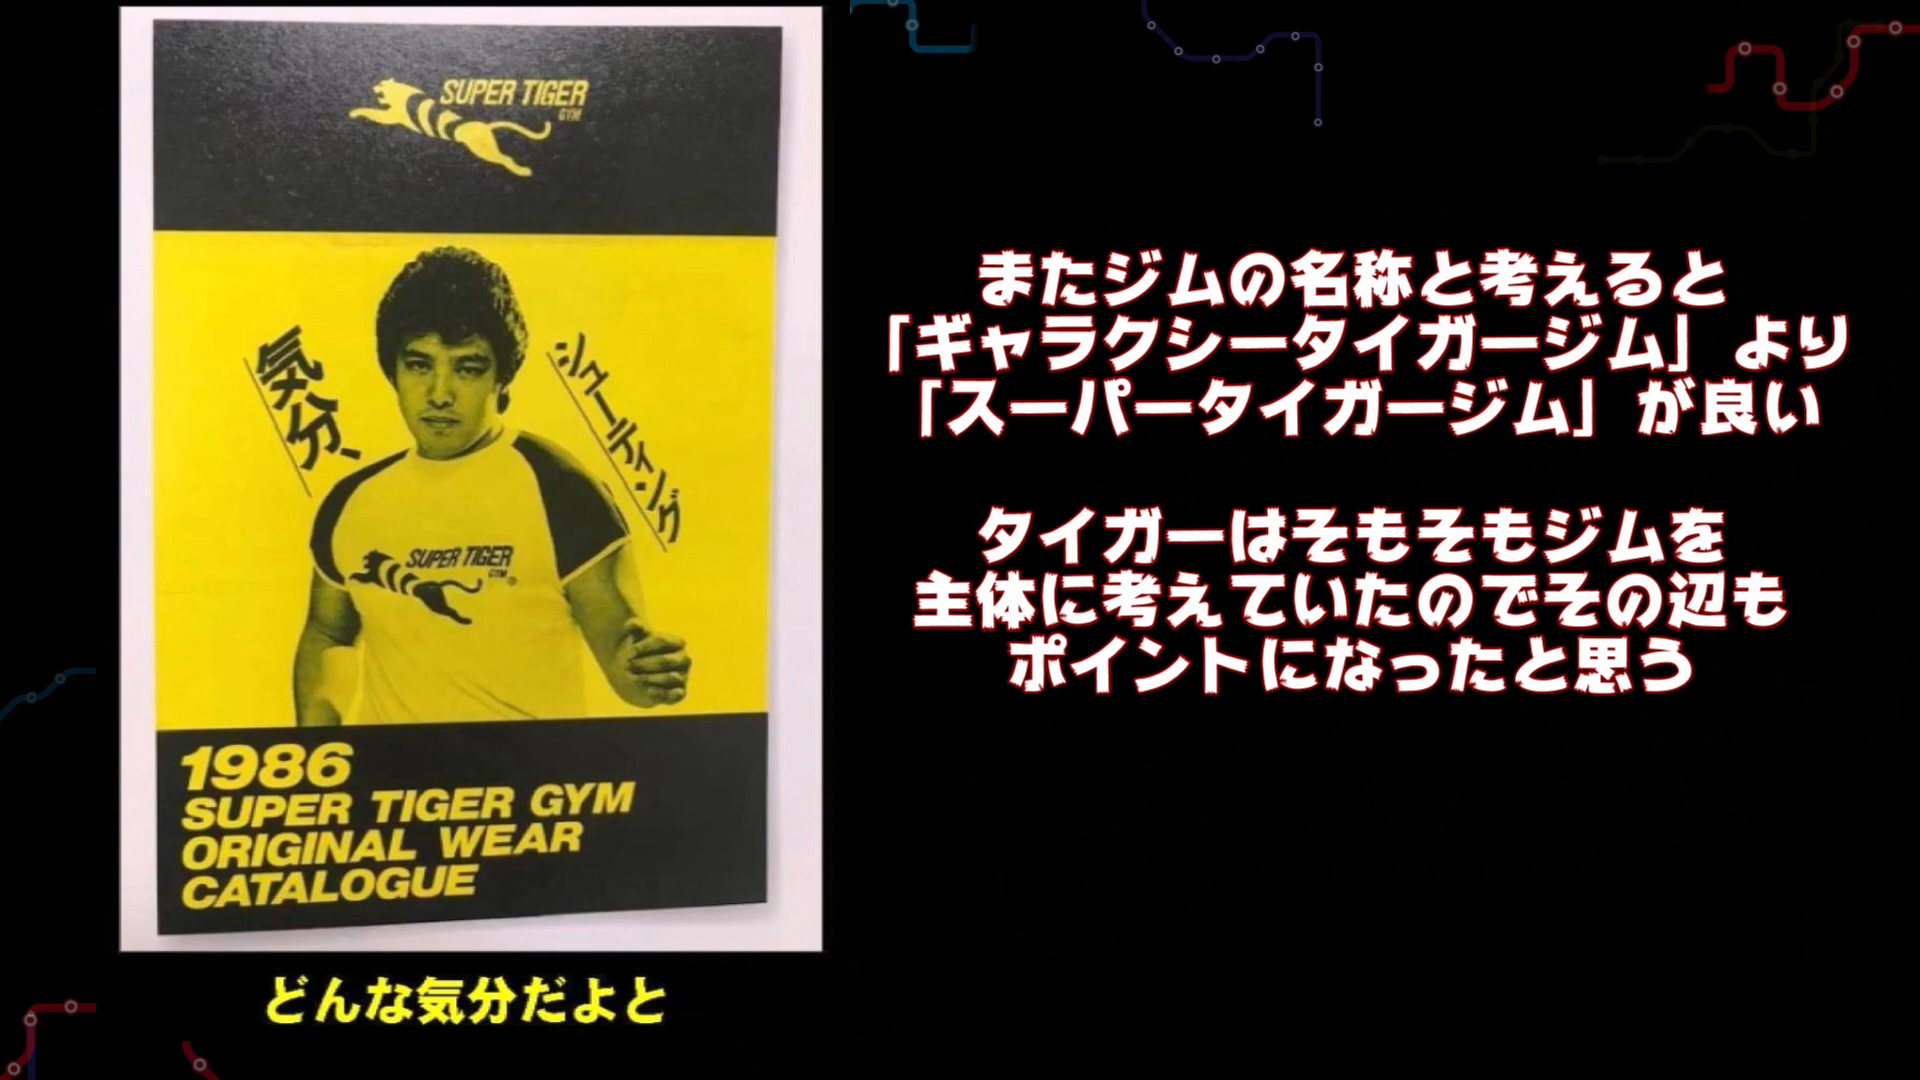 SUPER TIGER
GYM
気分、
シューティング
SUPER TIGER
GYM
1986
SUPER TIGER GYM
ORIGINAL WEAR
CATALOGUE
どんな気分だよと
またジムの名称と考えると
「ギャラクシータイガージム」より
「スーパータイガージム」が良い
タイガーはそもそもジムを
主体に考えていたのでその辺も
ポイントになったと思う